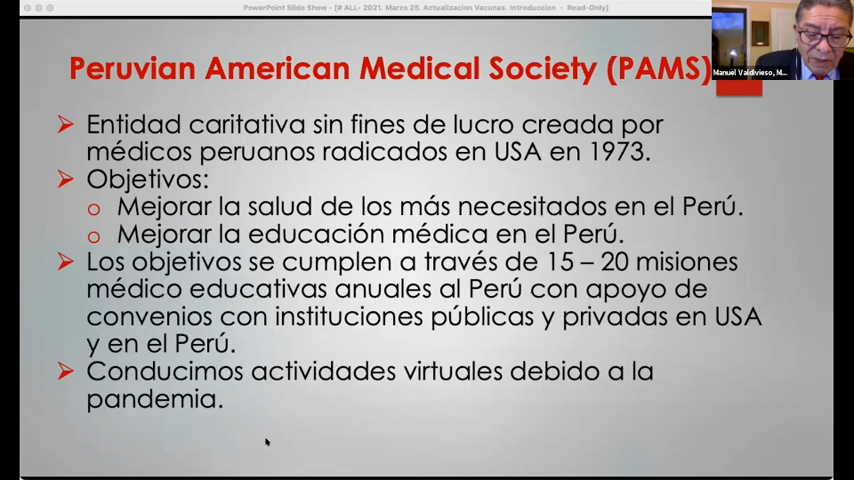 PowerPoint Slide Show - [# ALL- 2021. Marzo 25. Actualizacion Vacunas. Introduccion - Read-Only]
Manuel Valdivieso, M...
Peruvian American Medical Society (PAMS)
Entidad caritativa sin fines de lucro creada por
médicos peruanos radicados en USA en 1973.
Objetivos:
Mejorar la salud de los más necesitados en el Perú.
Mejorar la educación médica en el Perú.
Los objetivos se cumplen a través de 15 – 20 misiones
médico educativas anuales al Perú con apoyo de
convenios con instituciones públicas y privadas en USA
y en el Perú.
Conducimos actividades virtuales debido a la
pandemia.